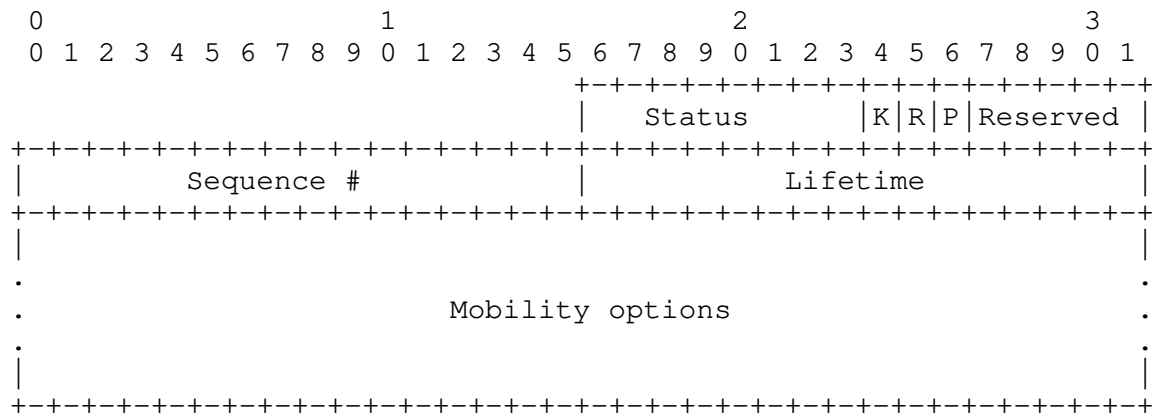 0                   1                   2                   3
 0 1 2 3 4 5 6 7 8 9 0 1 2 3 4 5 6 7 8 9 0 1 2 3 4 5 6 7 8 9 0 1
                                +-+-+-+-+-+-+-+-+-+-+-+-+-+-+-+-+
                                |   Status      |K|R|P|Reserved |
+-+-+-+-+-+-+-+-+-+-+-+-+-+-+-+-+-+-+-+-+-+-+-+-+-+-+-+-+-+-+-+-+
|         Sequence #            |           Lifetime            |
+-+-+-+-+-+-+-+-+-+-+-+-+-+-+-+-+-+-+-+-+-+-+-+-+-+-+-+-+-+-+-+-+
|                                                               |
.                                                               .
.                        Mobility options                       .
.                                                               .
|                                                               |
+-+-+-+-+-+-+-+-+-+-+-+-+-+-+-+-+-+-+-+-+-+-+-+-+-+-+-+-+-+-+-+-+